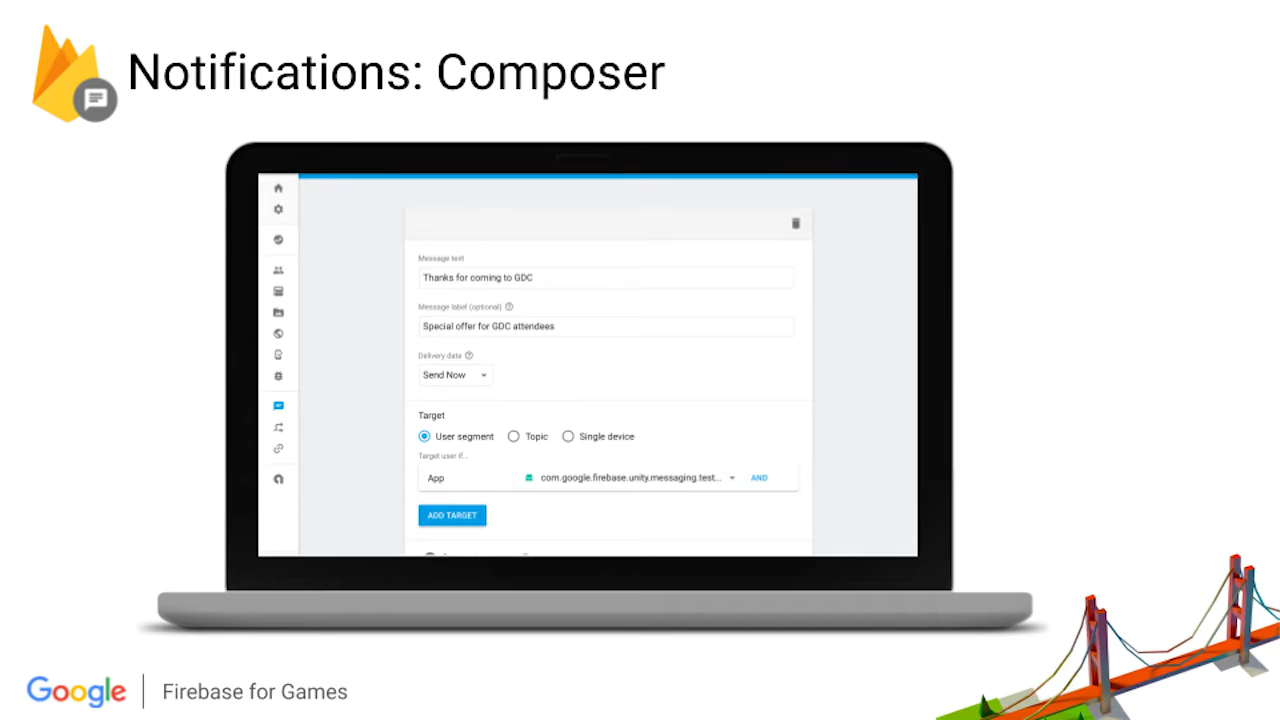 Notifications: Composer
Message text
Thanks for coming to GDC
Message label (optional)
Special offer for GDC attendees
Delivery date
Send Now
Target
User segment Topic Single device
Target user if...
App com.google.firebase.unity.messaging.test... AND
ADD TARGET
Google Firebase for Games